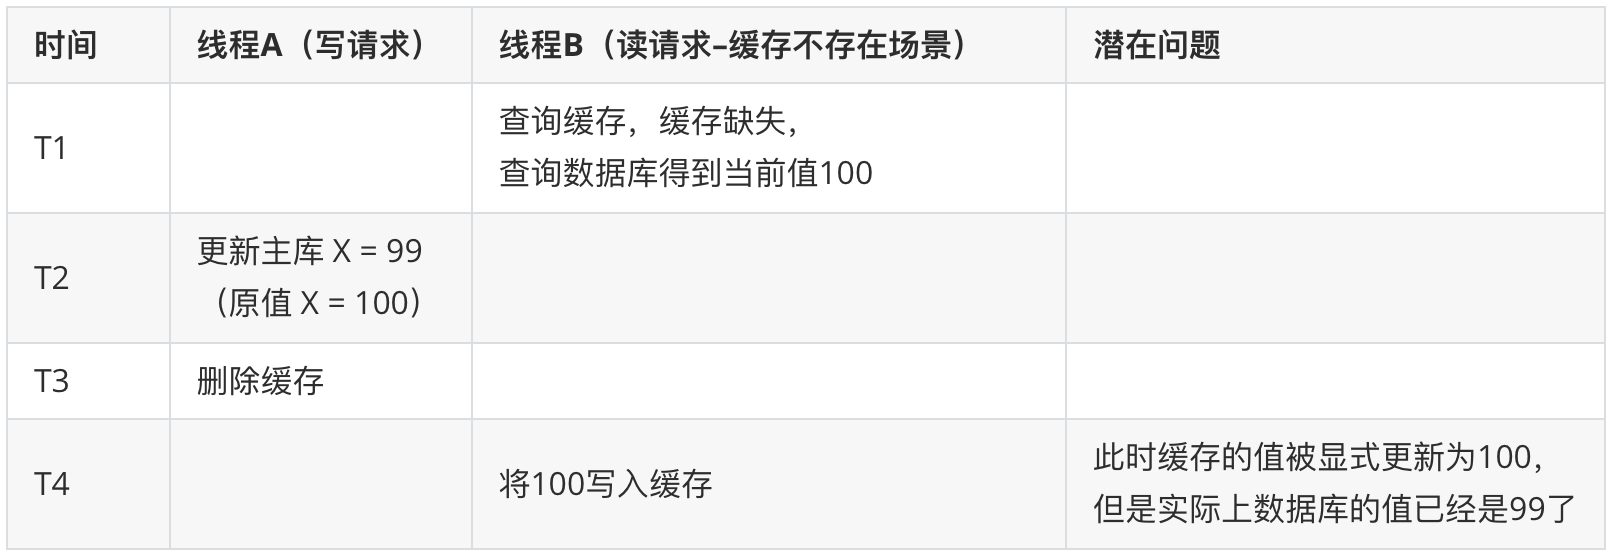 时间
线程A（写请求）
线程B（读请求–缓存不存在场景）
潜在问题
T1
查询缓存，缓存缺失，
查询数据库得到当前值100
T2
更新主库 X = 99
（原值 X = 100）
T3
删除缓存
T4
将100写入缓存
此时缓存的值被显式更新为100，
但是实际上数据库的值已经是99了